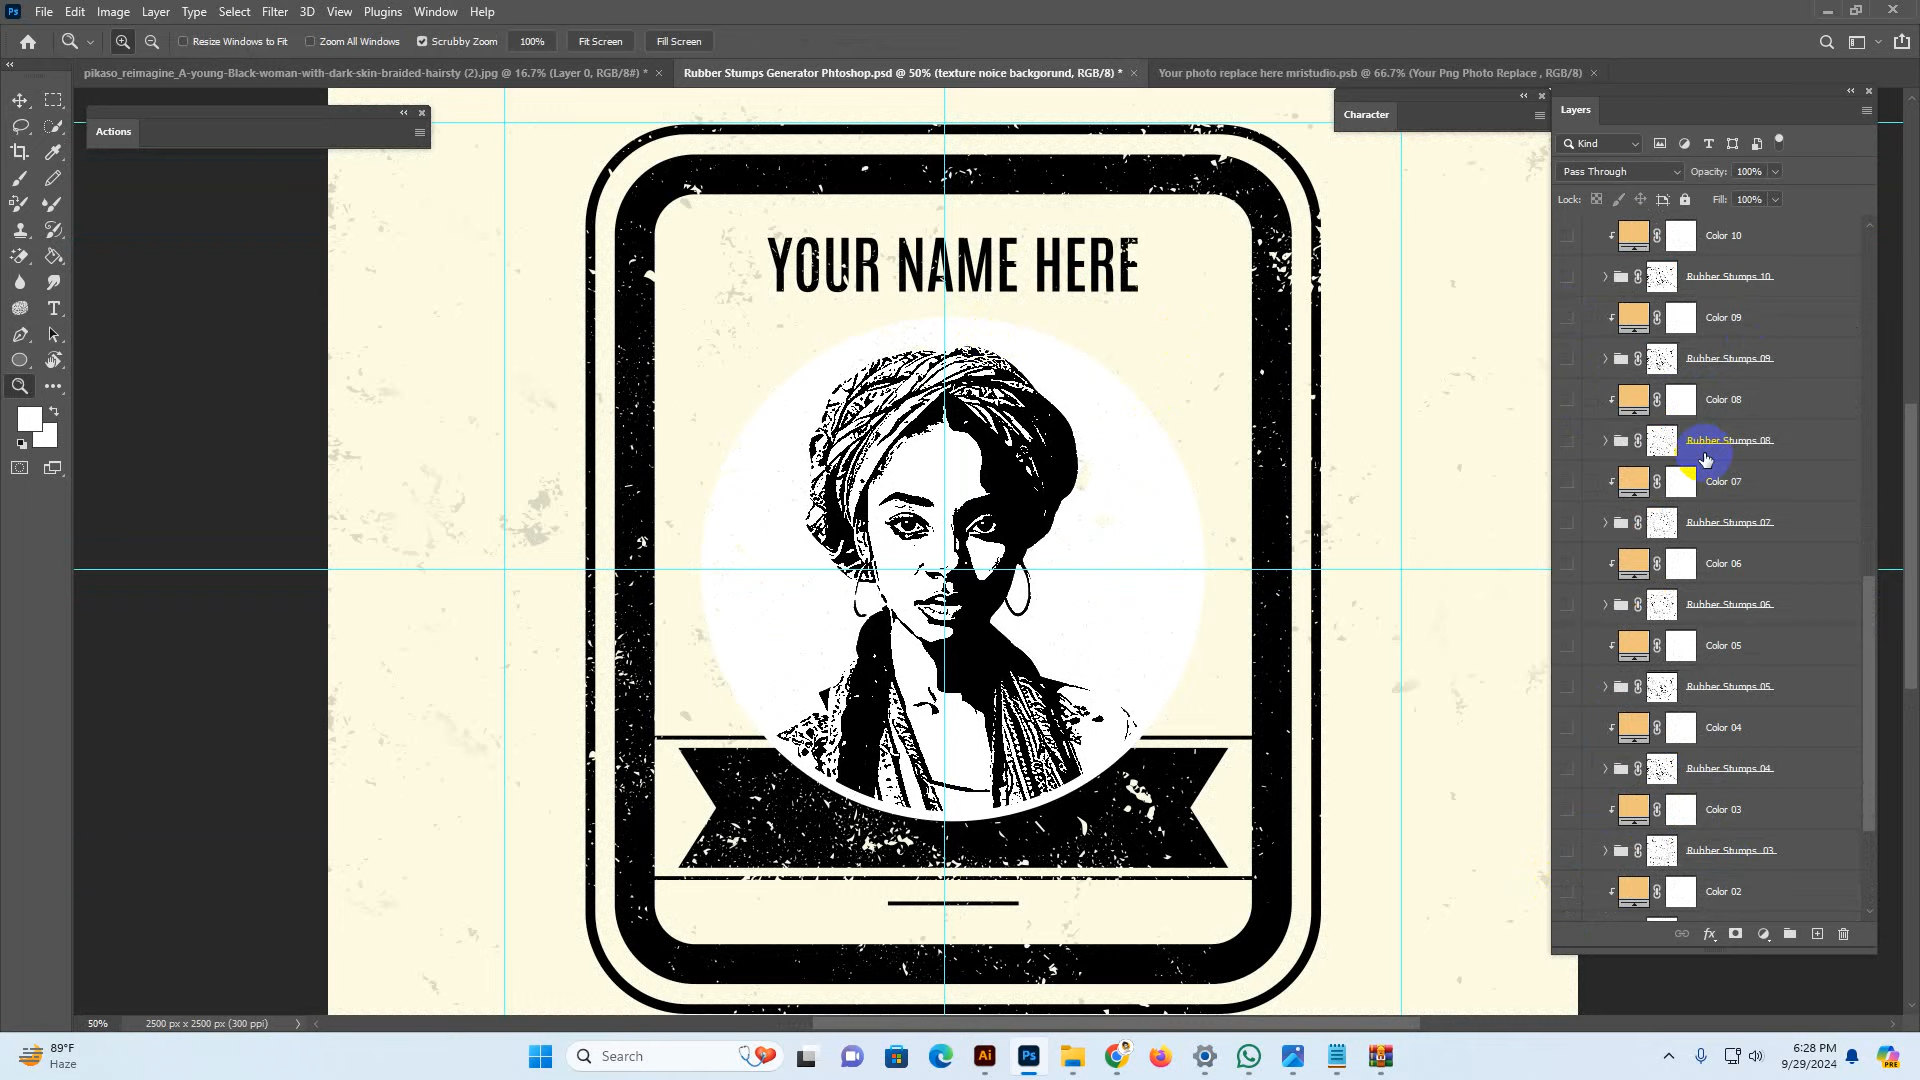 Ps File Edit Image Layer Type Select Filter 3D View Plugins Window Help
Resize Windows to Fit Zoom All Windows Scrubby Zoom 100% Fit Screen Fill Screen
pikaso_reimagine_A-young-Black-woman-with-dark-skin-braided-hairsty (2).jpg @ 16.7% (Layer 0, RGB/8#) * Rubber Stumps Generator Phtoshop.psd @ 50% (texture noice backgorund, RGB/8) * Your photo replace here mristudio.psb @ 66.7% (Your Png Photo Replace , RGB/8)
Actions
Character
Layers
Kind
Pass Through Opacity: 100%
Lock: Fill: 100%
Color 10
Rubber Stumps 10
Color 09
Rubber Stumps 09
Color 08
Rubber Stumps 08
Color 07
Rubber Stumps 07
Color 06
Rubber Stumps 06
Color 05
Rubber Stumps 05
Color 04
Rubber Stumps 04
Color 03
Rubber Stumps 03
Color 02
fx
YOUR NAME HERE
50% 2500 px x 2500 px (300 ppi)
89°F
Haze
Search
Ai
Ps
6:28 PM
9/29/2024
PRE